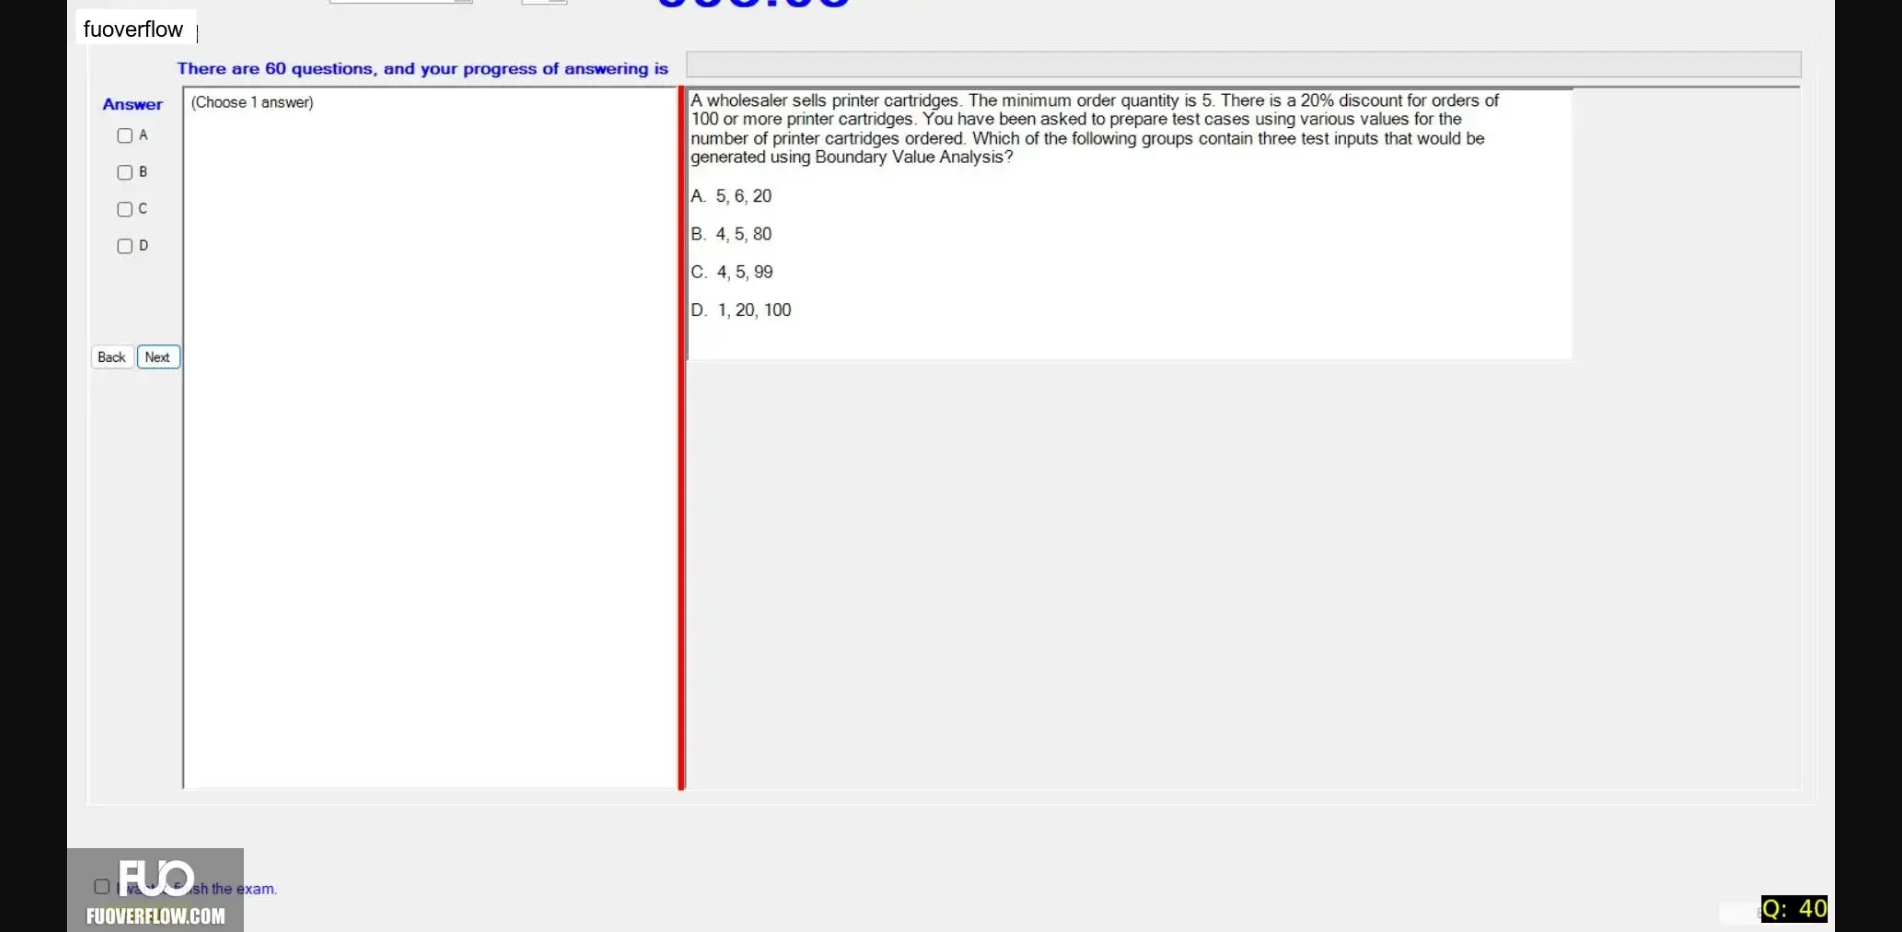 fuoverflow
There are 60 questions, and your progress of answering is
Answer
(Choose 1 answer)
A
B
C
D
Back
Next
A wholesaler sells printer cartridges. The minimum order quantity is 5. There is a 20% discount for orders of
100 or more printer cartridges. You have been asked to prepare test cases using various values for the
number of printer cartridges ordered. Which of the following groups contain three test inputs that would be
generated using Boundary Value Analysis?
A. 5, 6, 20
B. 4, 5, 80
C. 4, 5, 99
D. 1, 20, 100
the exam.
FUO
FUOVERFLOW.COM
Q: 40